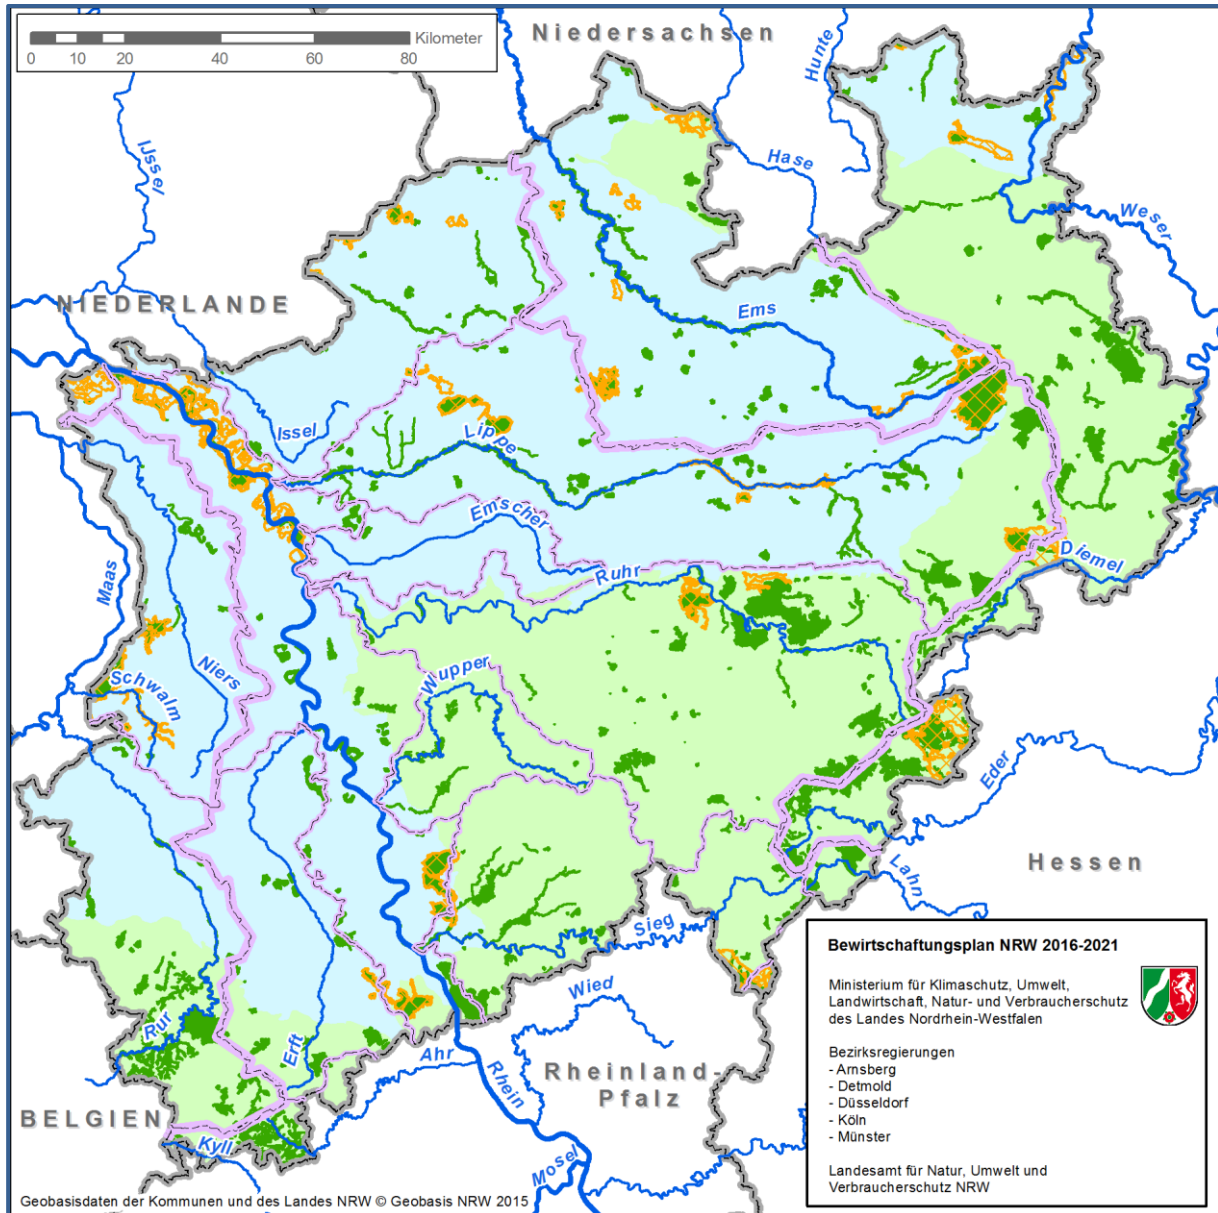 Kilometer
0 10 20 40 60 80
Niedersachsen
Hunte
IJssel
Hase
Weser
NIEDERLANDE
Ems
Issel
Lippe
Emscher
Maas
Ruhr
Diemel
Niers
Schwalm
Wupper
Eder
Hessen
Lahn
Sieg
Wied
Rur
Erft
Ahr
Rhein
Rheinland-
Pfalz
BELGIEN
Kyll
Mosel
Bewirtschaftungsplan NRW 2016-2021
Ministerium für Klimaschutz, Umwelt,
Landwirtschaft, Natur- und Verbraucherschutz
des Landes Nordrhein-Westfalen
Bezirksregierungen
- Arnsberg
- Detmold
- Düsseldorf
- Köln
- Münster
Landesamt für Natur, Umwelt und
Verbraucherschutz NRW
Geobasisdaten der Kommunen und des Landes NRW © Geobasis NRW 2015